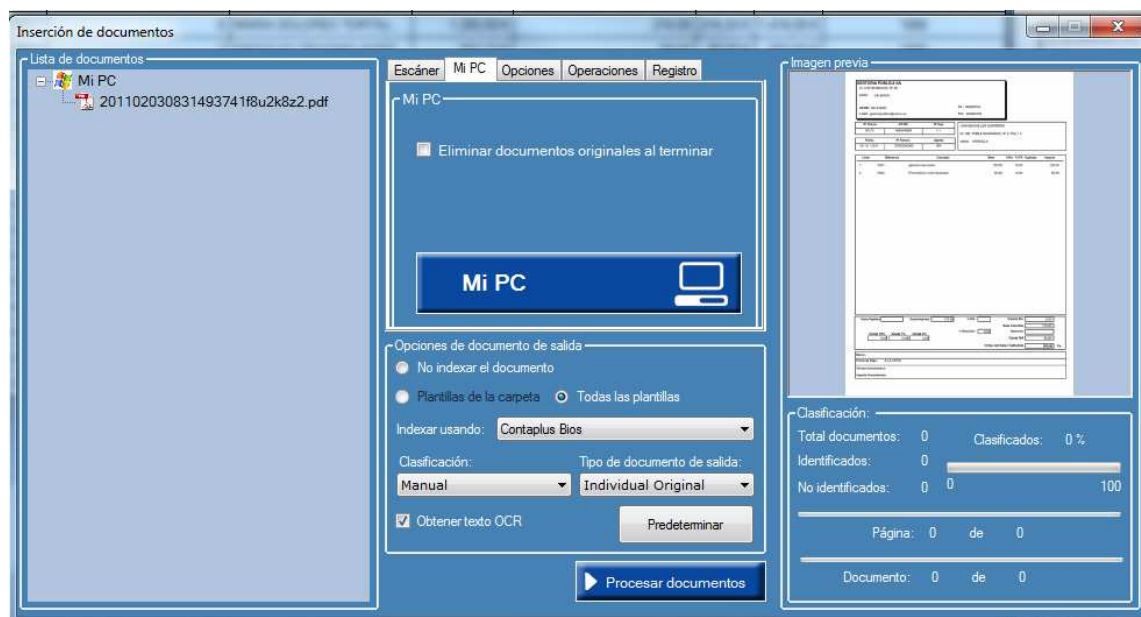 Inserción de documentos
Lista de documentos
Mi PC
201102030831493741f8u2k8z2.pdf
Escáner Mi PC Opciones Operaciones Registro
Mi PC
Eliminar documentos originales al terminar
Mi PC
Opciones de documento de salida
No indexar el documento
Plantillas de la carpeta Todas las plantillas
Indexar usando: Contaplus Bios
Clasificación: Tipo de documento de salida:
Manual Individual Original
Obtener texto OCR Predeterminar
Procesar documentos
Imagen previa
Clasificación:
Total documentos: 0 Clasificados: 0 %
Identificados: 0
No identificados: 0 0 100
Página: 0 de 0
Documento: 0 de 0